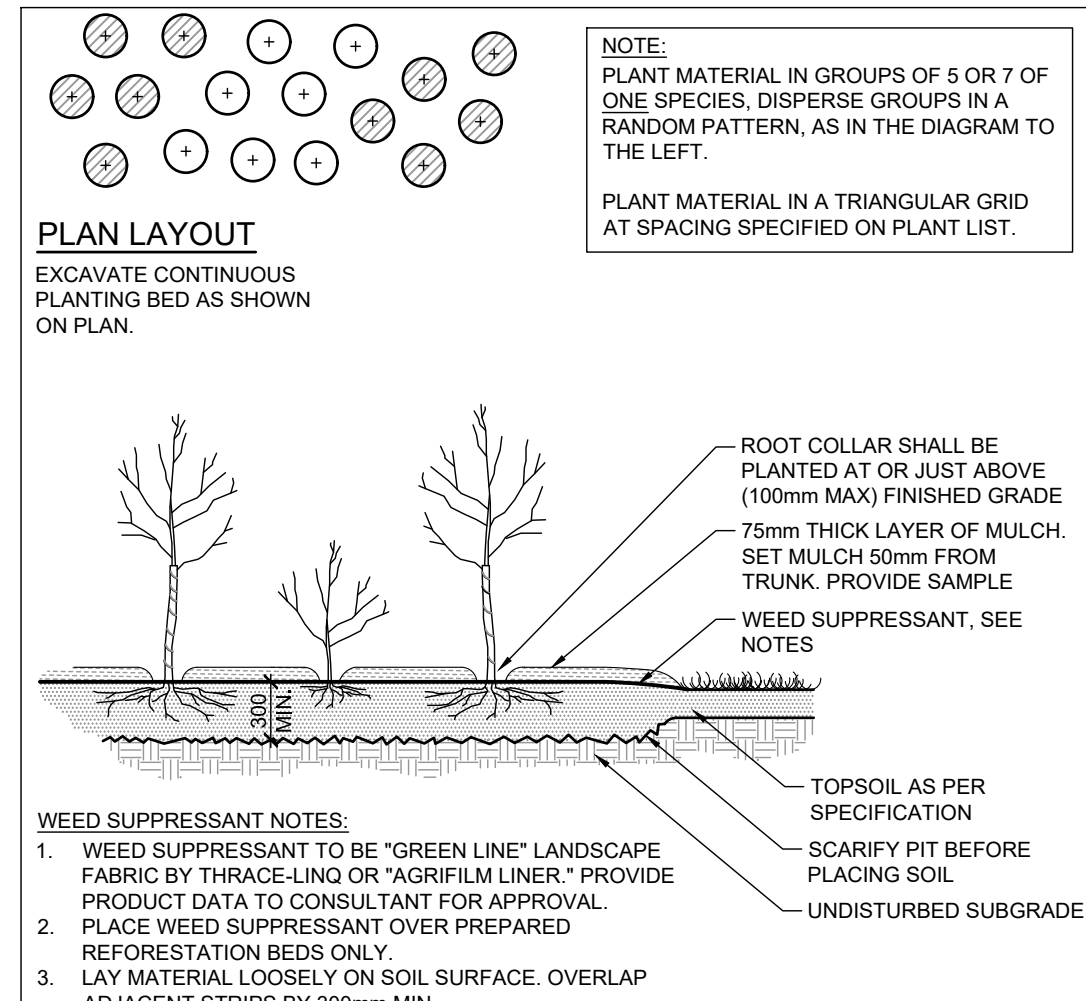 NOTE:
PLANT MATERIAL IN GROUPS OF 5 OR 7 OF
ONE SPECIES, DISPERSE GROUPS IN A
RANDOM PATTERN, AS IN THE DIAGRAM TO
THE LEFT.
PLANT MATERIAL IN A TRIANGULAR GRID
AT SPACING SPECIFIED ON PLANT LIST.
PLAN LAYOUT
EXCAVATE CONTINUOUS
PLANTING BED AS SHOWN
ON PLAN.
ROOT COLLAR SHALL BE
PLANTED AT OR JUST ABOVE
(100mm MAX) FINISHED GRADE
75mm THICK LAYER OF MULCH.
SET MULCH 50mm FROM
TRUNK. PROVIDE SAMPLE
WEED SUPPRESSANT, SEE
NOTES
300
MIN.
TOPSOIL AS PER
SPECIFICATION
SCARIFY PIT BEFORE
PLACING SOIL
UNDISTURBED SUBGRADE
WEED SUPPRESSANT NOTES:
1. WEED SUPPRESSANT TO BE "GREEN LINE" LANDSCAPE
FABRIC BY THRACE-LINQ OR "AGRIFILM LINER." PROVIDE
PRODUCT DATA TO CONSULTANT FOR APPROVAL.
2. PLACE WEED SUPPRESSANT OVER PREPARED
REFORESTATION BEDS ONLY.
3. LAY MATERIAL LOOSELY ON SOIL SURFACE. OVERLAP
ADJACENT STRIPS BY 300mm MIN.